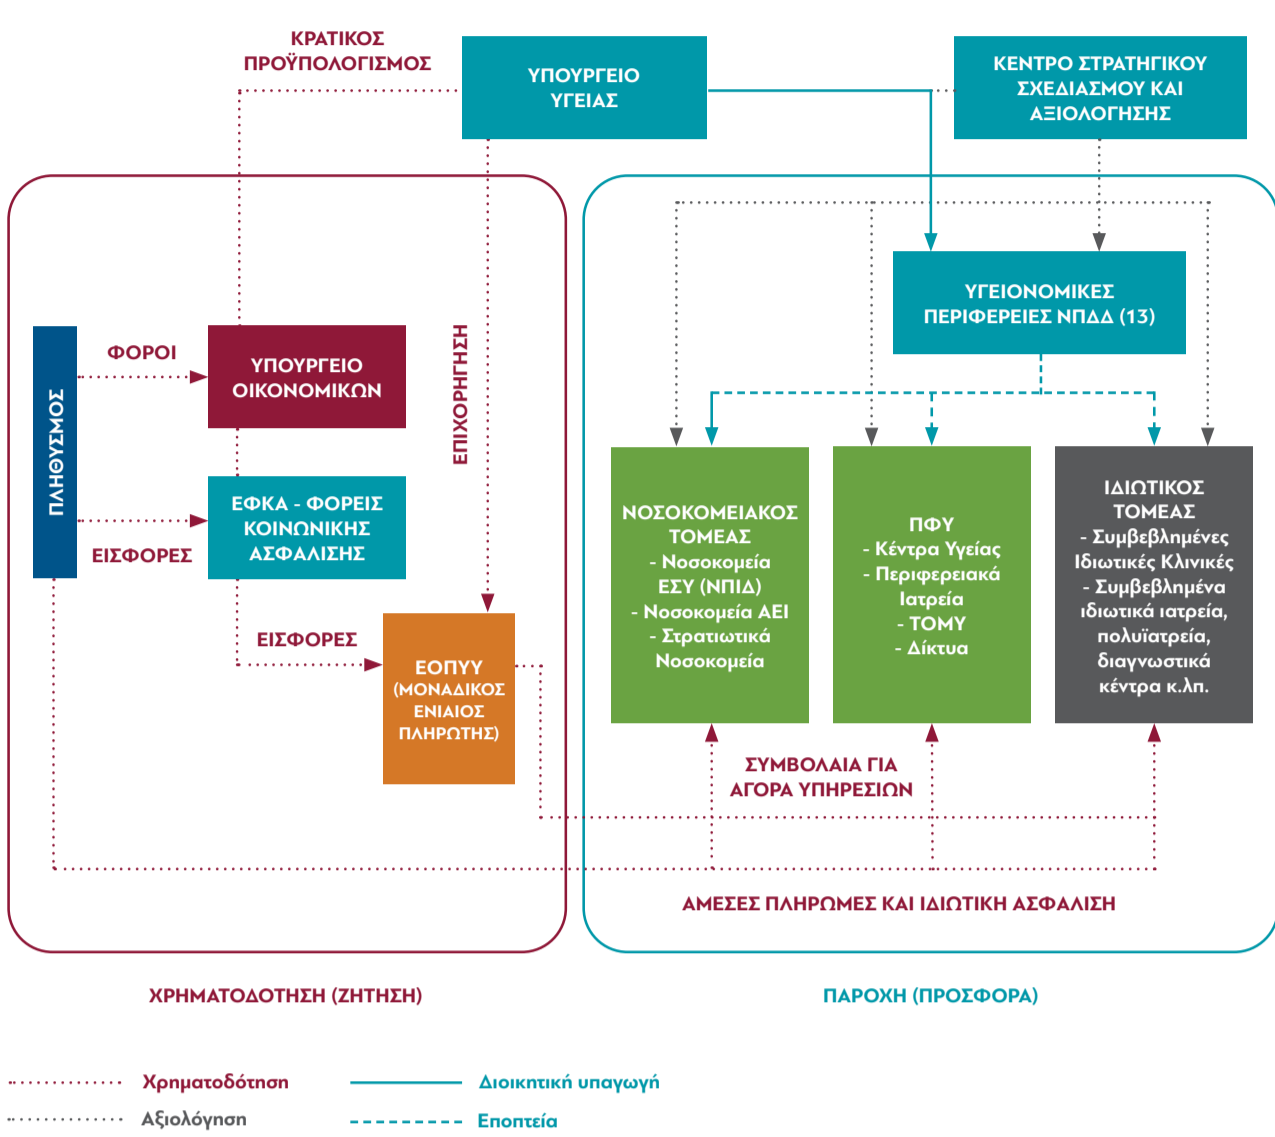 ΚΡΑΤΙΚΟΣ
ΠΡΟΫΠΟΛΟΓΙΣΜΟΣ
ΥΠΟΥΡΓΕΙΟ
ΥΓΕΙΑΣ
ΚΕΝΤΡΟ ΣΤΡΑΤΗΓΙΚΟΥ
ΣΧΕΔΙΑΣΜΟΥ ΚΑΙ
ΑΞΙΟΛΟΓΗΣΗΣ
ΥΓΕΙΟΝΟΜΙΚΕΣ
ΠΕΡΙΦΕΡΕΙΕΣ ΝΠΔΔ (13)
ΠΛΗΘΥΣΜΟΣ
ΦΟΡΟΙ
ΥΠΟΥΡΓΕΙΟ
ΟΙΚΟΝΟΜΙΚΩΝ
ΕΠΙΧΟΡΗΓΗΣΗ
ΕΙΣΦΟΡΕΣ
ΕΦΚΑ - ΦΟΡΕΙΣ
ΚΟΙΝΩΝΙΚΗΣ
ΑΣΦΑΛΙΣΗΣ
ΕΙΣΦΟΡΕΣ
ΕΟΠΥΥ
(ΜΟΝΑΔΙΚΟΣ
ΕΝΙΑΙΟΣ
ΠΛΗΡΩΤΗΣ)
ΝΟΣΟΚΟΜΕΙΑΚΟΣ
ΤΟΜΕΑΣ
- Νοσοκομεία
ΕΣΥ (ΝΠΙΔ)
- Νοσοκομεία ΑΕΙ
- Στρατιωτικά
Νοσοκομεία
ΠΦΥ
- Κέντρα Υγείας
- Περιφερειακά
Ιατρεία
- ΤΟΜΥ
- Δίκτυα
ΙΔΙΩΤΙΚΟΣ
ΤΟΜΕΑΣ
- Συμβεβλημένες
Ιδιωτικές Κλινικές
- Συμβεβλημένα
ιδιωτικά ιατρεία,
πολυϊατρεία,
διαγνωστικά
κέντρα κ.λπ.
ΣΥΜΒΟΛΑΙΑ ΓΙΑ
ΑΓΟΡΑ ΥΠΗΡΕΣΙΩΝ
ΑΜΕΣΕΣ ΠΛΗΡΩΜΕΣ ΚΑΙ ΙΔΙΩΤΙΚΗ ΑΣΦΑΛΙΣΗ
ΧΡΗΜΑΤΟΔΟΤΗΣΗ (ΖΗΤΗΣΗ)
ΠΑΡΟΧΗ (ΠΡΟΣΦΟΡΑ)
Χρηματοδότηση
Διοικητική υπαγωγή
Αξιολόγηση
Εποπτεία